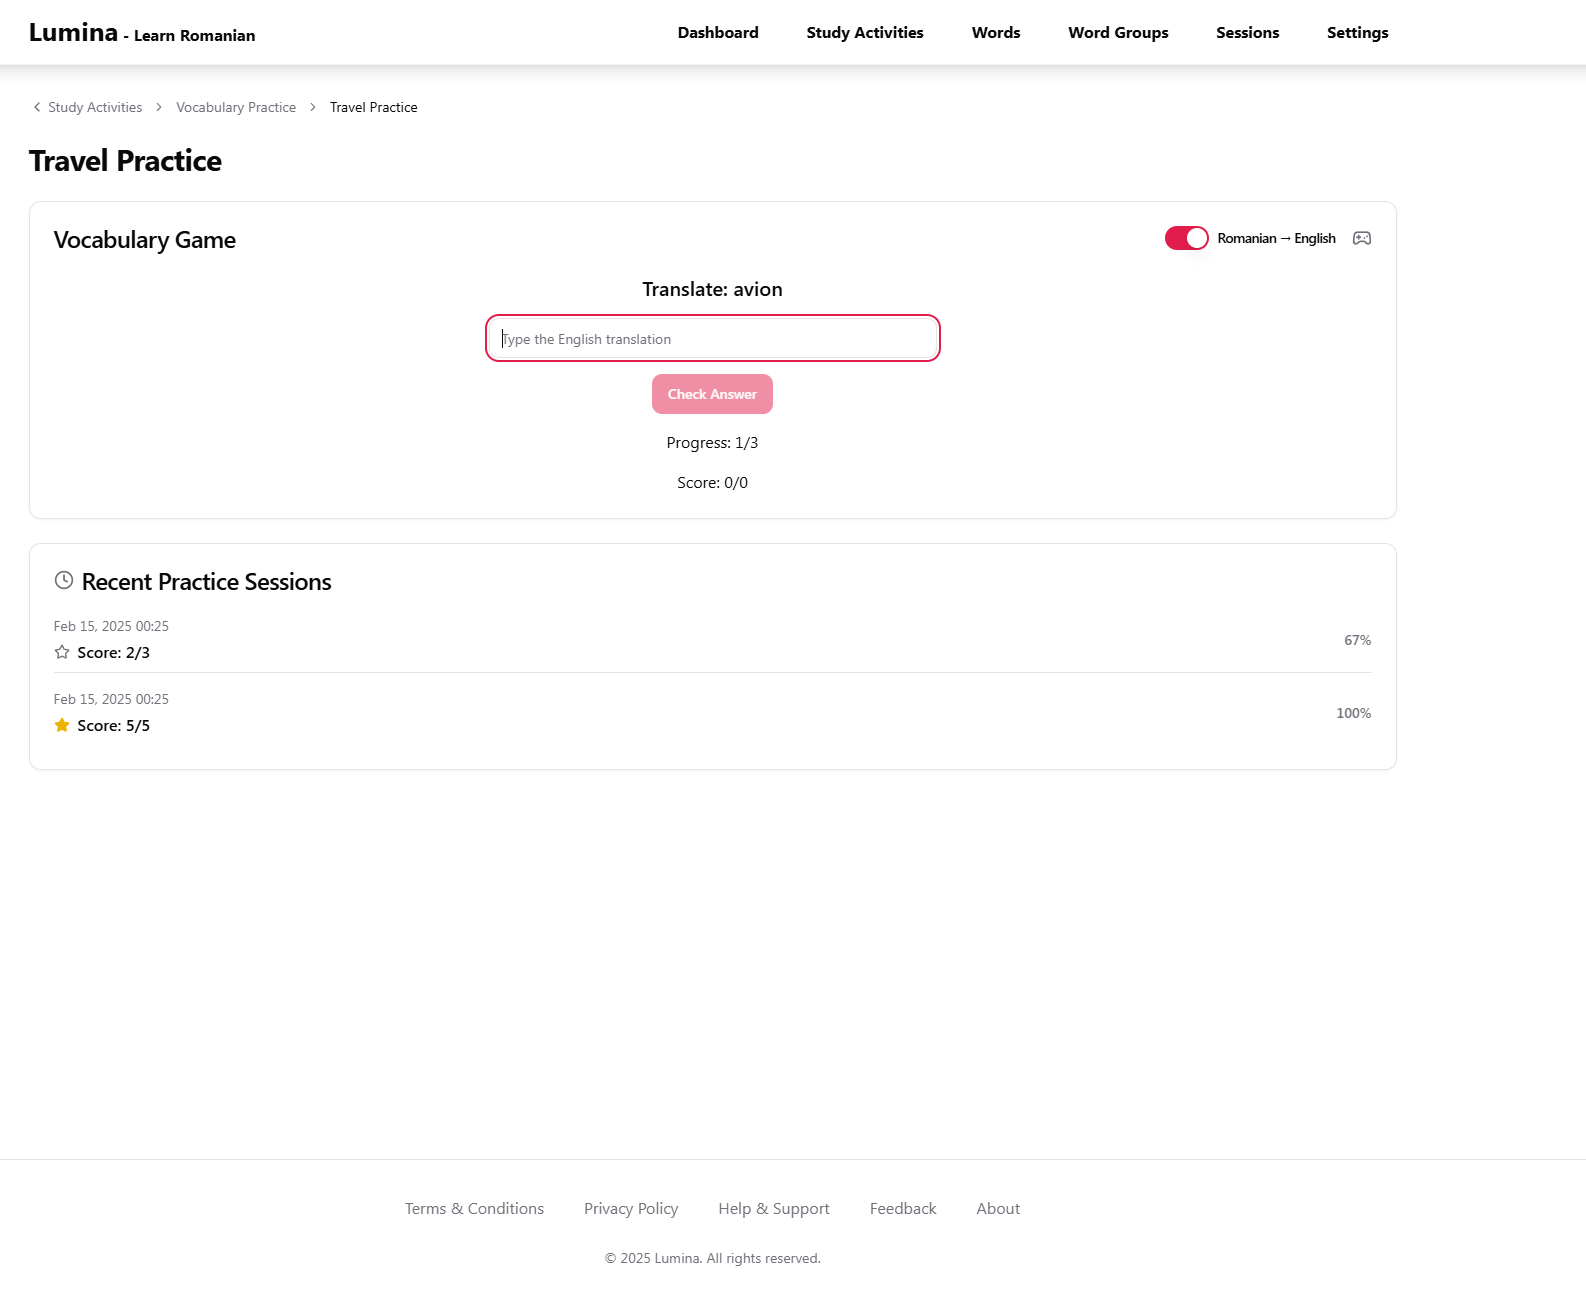 Lumina - Learn Romanian
Dashboard Study Activities Words Word Groups Sessions Settings
Study Activities > Vocabulary Practice > Travel Practice
Travel Practice
Vocabulary Game
Romanian → English
Translate: avion
Type the English translation
Check Answer
Progress: 1/3
Score: 0/0
Recent Practice Sessions
Feb 15, 2025 00:25
Score: 2/3
67%
Feb 15, 2025 00:25
Score: 5/5
100%
Terms & Conditions Privacy Policy Help & Support Feedback About
© 2025 Lumina. All rights reserved.